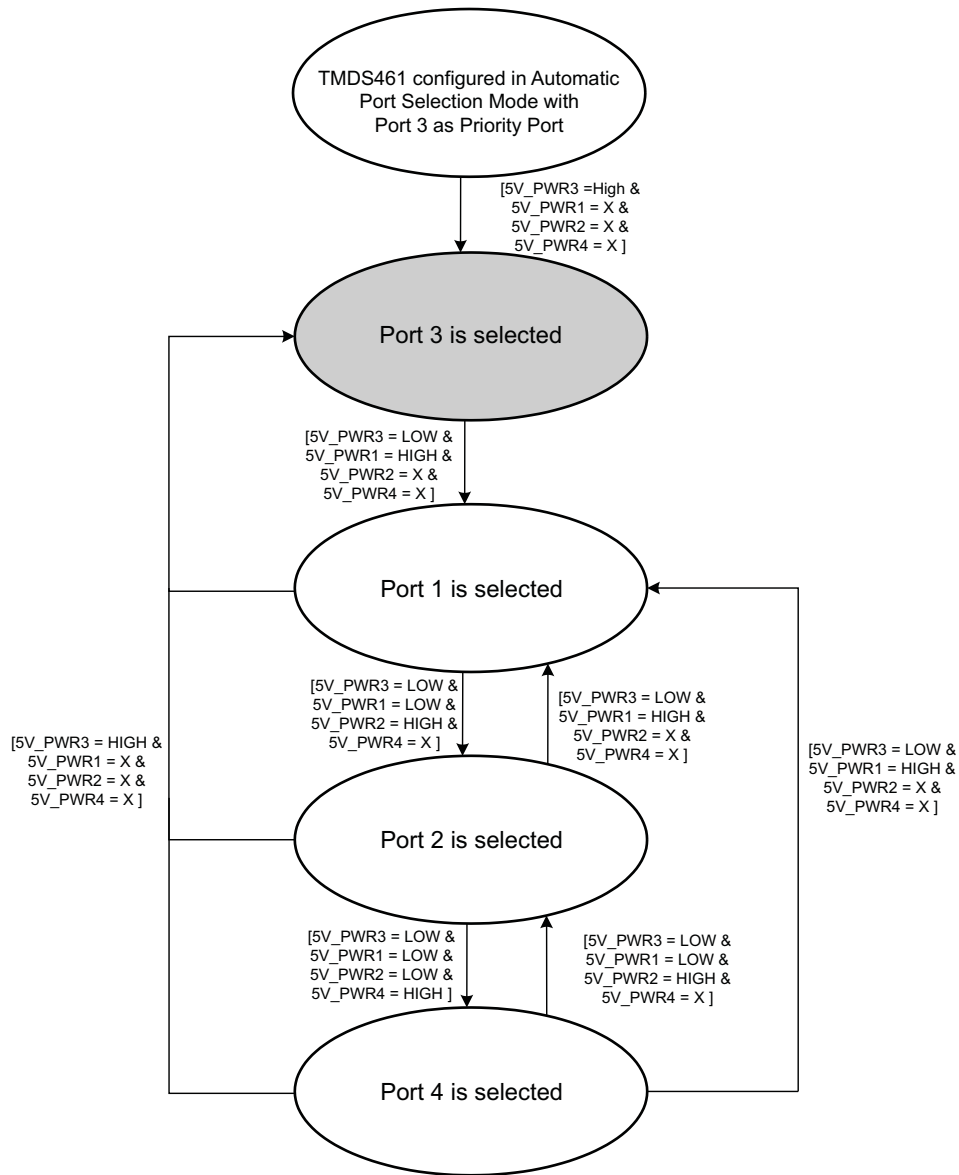 TMDS461 configured in Automatic
Port Selection Mode with
Port 3 as Priority Port
[5V_PWR3 =High &
5V_PWR1 = X &
5V_PWR2 = X &
5V_PWR4 = X ]
Port 3 is selected
[5V_PWR3 = LOW &
5V_PWR1 = HIGH &
5V_PWR2 = X &
5V_PWR4 = X ]
Port 1 is selected
[5V_PWR3 = LOW &
5V_PWR1 = LOW &
5V_PWR2 = HIGH &
5V_PWR4 = X ]
[5V_PWR3 = LOW &
5V_PWR1 = HIGH &
5V_PWR2 = X &
5V_PWR4 = X ]
[5V_PWR3 = HIGH &
5V_PWR1 = X &
5V_PWR2 = X &
5V_PWR4 = X ]
[5V_PWR3 = LOW &
5V_PWR1 = HIGH &
5V_PWR2 = X &
5V_PWR4 = X ]
Port 2 is selected
[5V_PWR3 = LOW &
5V_PWR1 = LOW &
5V_PWR2 = LOW &
5V_PWR4 = HIGH ]
[5V_PWR3 = LOW &
5V_PWR1 = LOW &
5V_PWR2 = HIGH &
5V_PWR4 = X ]
Port 4 is selected